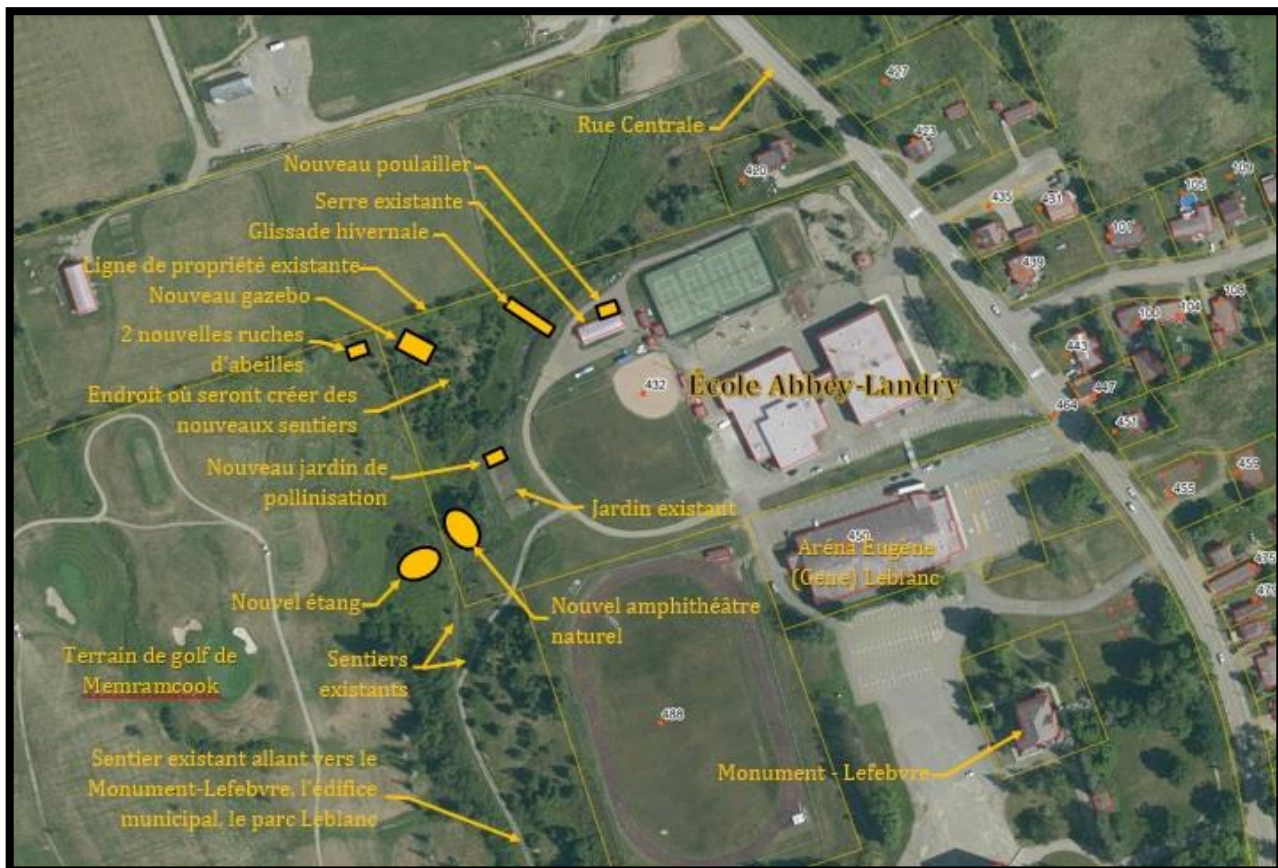 427
Rue Centrale
423
Nouveau poulailler
420
109
105
Serre existante
435
431
Glissade hivernale
101
Ligne de propriété existante
439
Nouveau gazebo
108
104
100
2 nouvelles ruches
d'abeilles
443
École Abbey-Landry
432
447
Endroit où seront créer des
nouveaux sentiers
464
451
Nouveau jardin de
pollinisation
459
455
Jardin existant
450
Aréna Eugène
(Gène) Leblanc
475
Nouvel étang
Nouvel amphithéâtre
naturel
Terrain de golf de
Memramcook
Sentiers
existants
488
Sentier existant allant vers le
Monument-Lefebvre, l'édifice
municipal, le parc Leblanc
Monument - Lefebvre